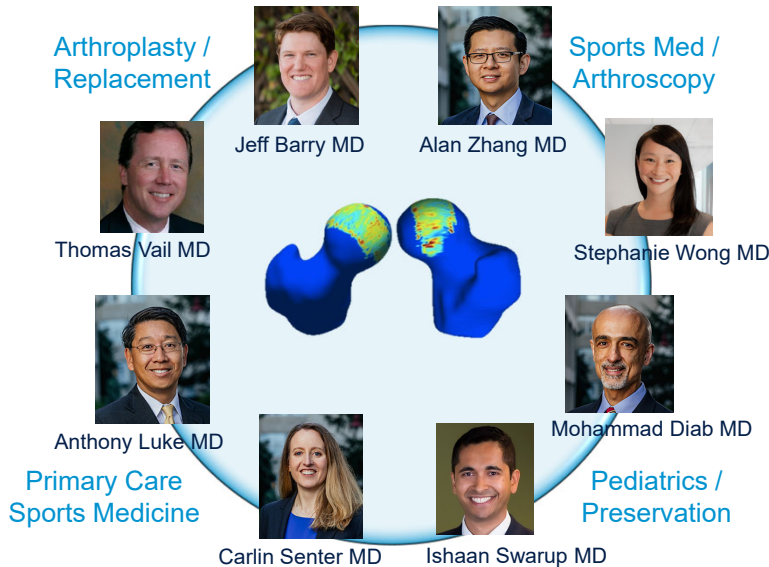 Arthroplasty /
Replacement
Sports Med /
Arthroscopy
Jeff Barry MD
Alan Zhang MD
Thomas Vail MD
Stephanie Wong MD
Anthony Luke MD
Mohammad Diab MD
Primary Care
Sports Medicine
Pediatrics /
Preservation
Carlin Senter MD
Ishaan Swarup MD